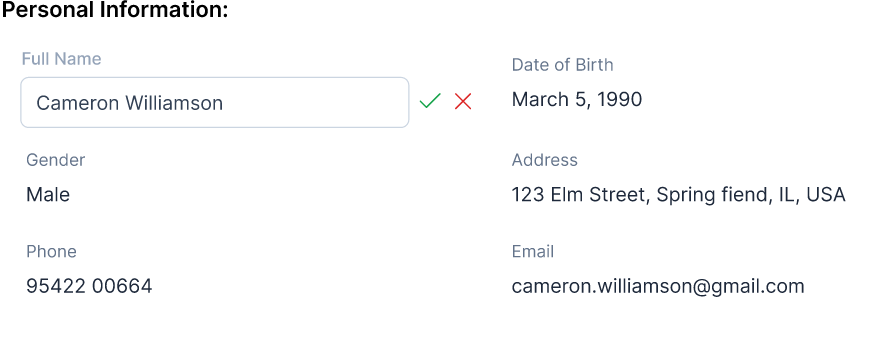 Personal Information:
Full Name
Cameron Williamson
Date of Birth
March 5, 1990
Gender
Male
Address
123 Elm Street, Spring fiend, IL, USA
Phone
95422 00664
Email
cameron.williamson@gmail.com